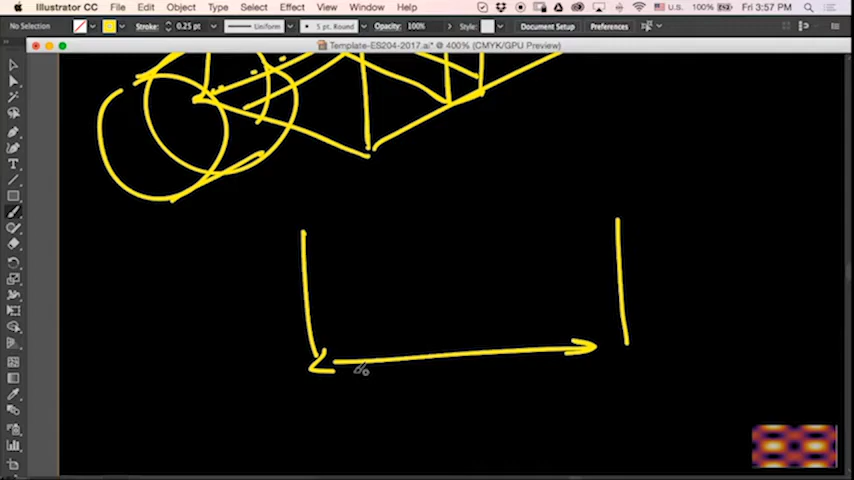 Illustrator CC File Edit Object Type Select Effect View Window Help 100% U.S. Fri 3:57 PM
No Selection Stroke: 0.25 pt Uniform 5 pt. Round Opacity: 100% Style: Document Setup Preferences
Template-ES204-2017.ai* @ 400% (CMYK/GPU Preview)